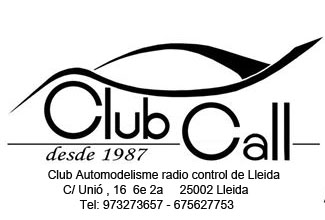 Club Call
desde 1987
Club Automodelisme radio control de Lleida
C/ Unió , 16 6e 2a 25002 Lleida
Tel: 973273657 - 675627753